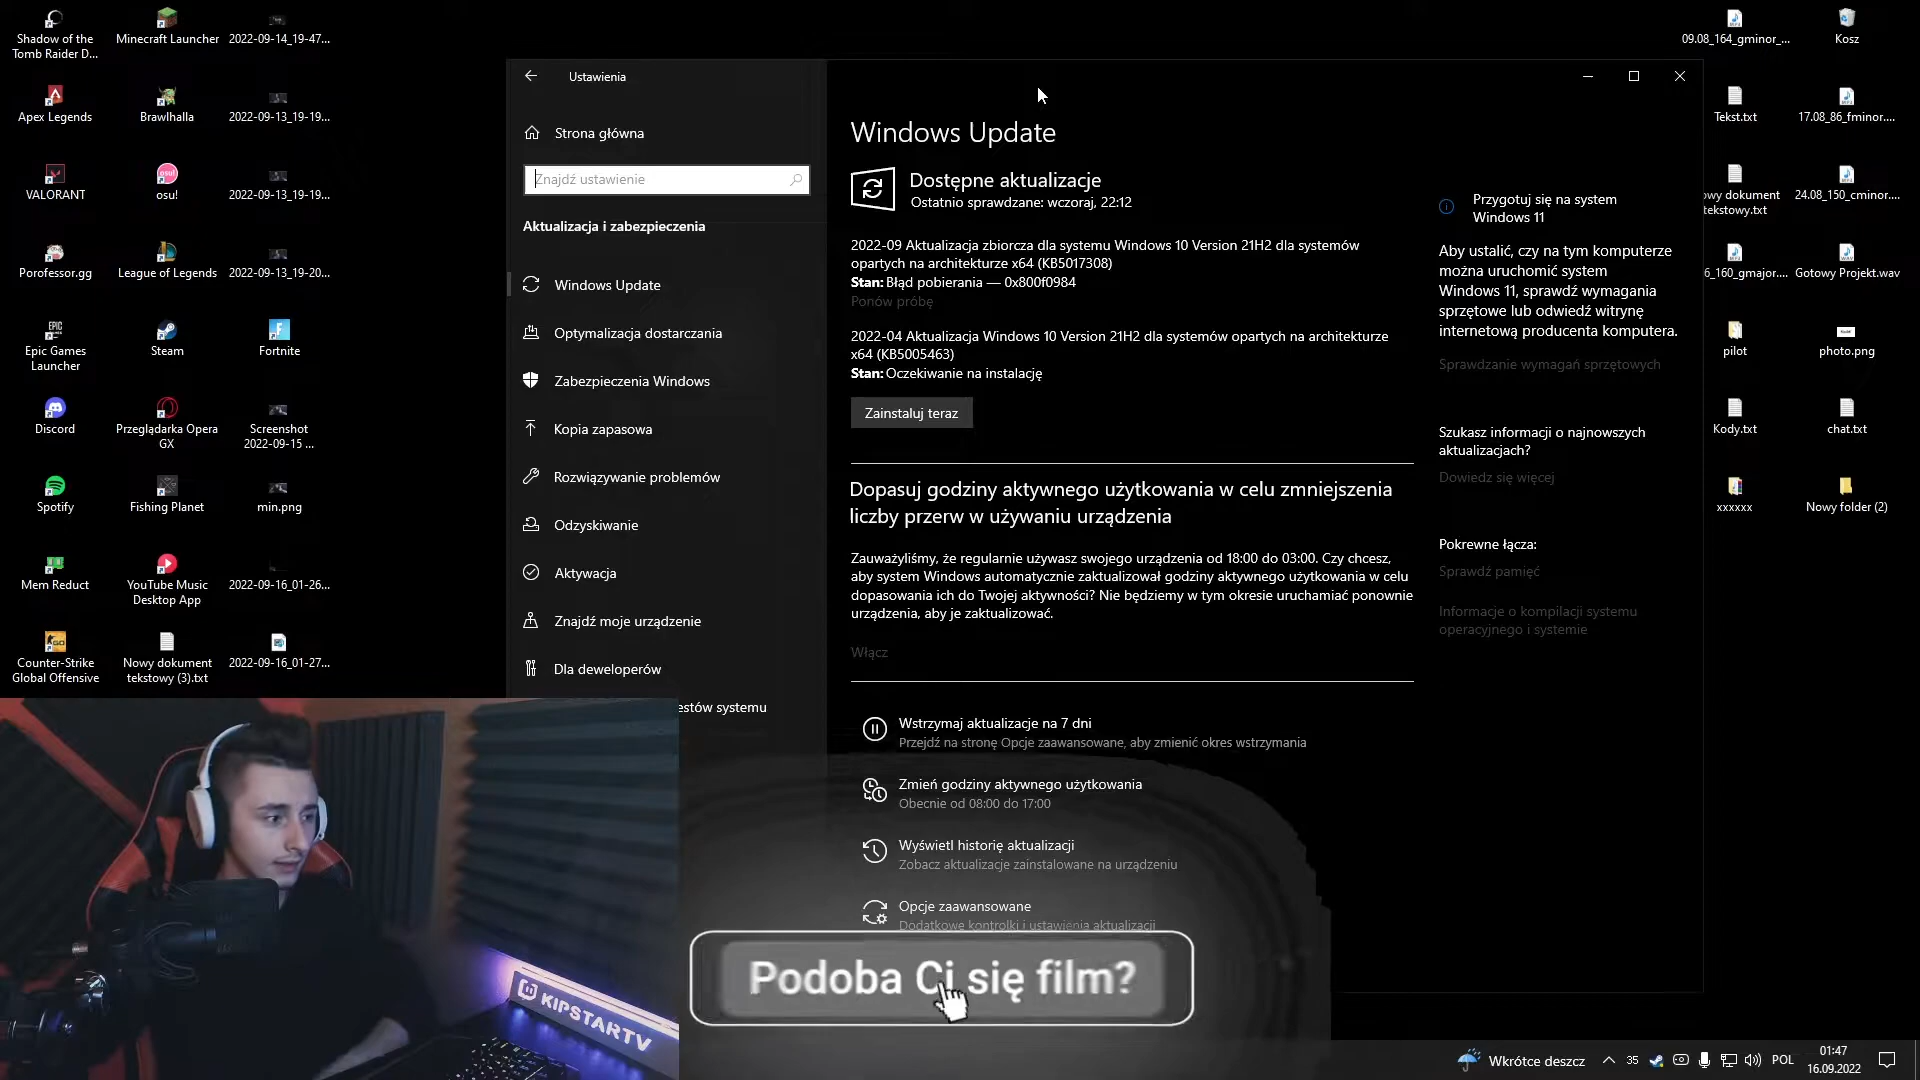 Shadow of the
Tomb Raider D...
Minecraft Launcher
2022-09-14_19-47...
Apex Legends
Brawlhalla
2022-09-13_19-19...
VALORANT
osu!
2022-09-13_19-19...
Porofessor.gg
League of Legends
2022-09-13_19-20...
Epic Games
Launcher
Steam
Fortnite
Discord
Przeglądarka Opera
GX
Screenshot
2022-09-15 ...
Spotify
Fishing Planet
min.png
Mem Reduct
YouTube Music
Desktop App
2022-09-16_01-26...
Counter-Strike
Global Offensive
Nowy dokument
tekstowy (3).txt
2022-09-16_01-27...
Ustawienia
Strona główna
Znajdź ustawienie
Aktualizacja i zabezpieczenia
Windows Update
Optymalizacja dostarczania
Zabezpieczenia Windows
Kopia zapasowa
Rozwiązywanie problemów
Odzyskiwanie
Aktywacja
Znajdź moje urządzenie
Dla deweloperów
estów systemu
Windows Update
Dostępne aktualizacje
Ostatnio sprawdzane: wczoraj, 22:12
2022-09 Aktualizacja zbiorcza dla systemu Windows 10 Version 21H2 dla systemów
opartych na architekturze x64 (KB5017308)
Stan: Błąd pobierania — 0x800f0984
Ponów próbę
2022-04 Aktualizacja Windows 10 Version 21H2 dla systemów opartych na architekturze
x64 (KB5005463)
Stan: Oczekiwanie na instalację
Zainstaluj teraz
Dopasuj godziny aktywnego użytkowania w celu zmniejszenia
liczby przerw w używaniu urządzenia
Zauważyliśmy, że regularnie używasz swojego urządzenia od 18:00 do 03:00. Czy chcesz,
aby system Windows automatycznie zaktualizował godziny aktywnego użytkowania w celu
dopasowania ich do Twojej aktywności? Nie będziemy w tym okresie uruchamiać ponownie
urządzenia, aby je zaktualizować.
Włącz
Wstrzymaj aktualizacje na 7 dni
Przejdź na stronę Opcje zaawansowane, aby zmienić okres wstrzymania
Zmień godziny aktywnego użytkowania
Obecnie od 08:00 do 17:00
Wyświetl historię aktualizacji
Zobacz aktualizacje zainstalowane na urządzeniu
Opcje zaawansowane
Dodatkowe kontrolki i ustawienia aktualizacji
Przygotuj się na system
Windows 11
Aby ustalić, czy na tym komputerze
można uruchomić system
Windows 11, sprawdź wymagania
sprzętowe lub odwiedź witrynę
internetową producenta komputera.
Sprawdzanie wymagań sprzętowych
Szukasz informacji o najnowszych
aktualizacjach?
Dowiedz się więcej
Pokrewne łącza:
Sprawdź pamięć
Informacje o kompilacji systemu
operacyjnego i systemie
09.08_164_gminor_...
Kosz
Tekst.txt
17.08_86_fminor....
owy dokument
tekstowy.txt
24.08_150_cminor....
6_160_gmajor....
Gotowy Projekt.wav
pilot
photo.png
Kody.txt
chat.txt
xxxxxx
Nowy folder (2)
KIPSTARTV
Podoba Ci się film?
Wkrótce deszcz
35
POL
01:47
16.09.2022